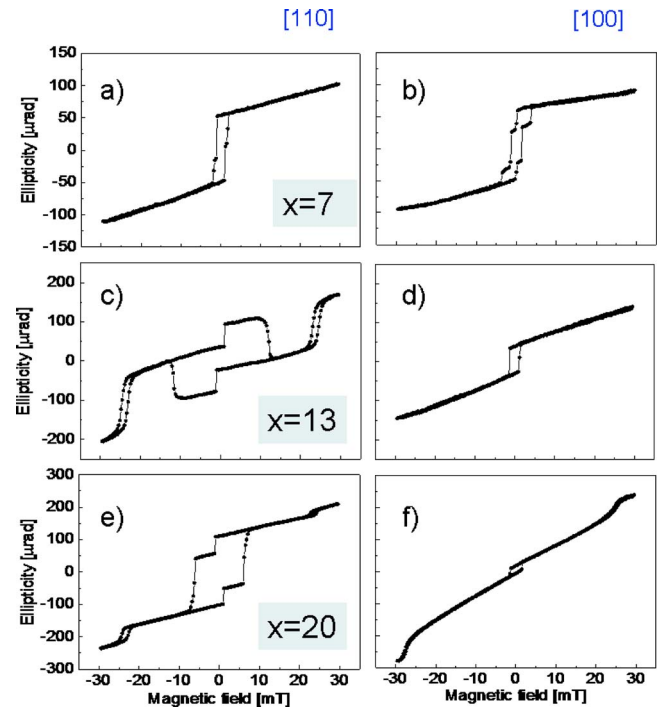 [110] [100]
150
100
50
0
-50
-100
-150
Ellipticity [µrad]
a)
x=7
b)
200
100
0
-100
-200
Ellipticity [µrad]
c)
x=13
d)
300
200
100
0
-100
-200
-300
Ellipticity [µrad]
e)
x=20
f)
-30 -20 -10 0 10 20 30 -30 -20 -10 0 10 20 30
Magnetic field [mT] Magnetic field [mT]